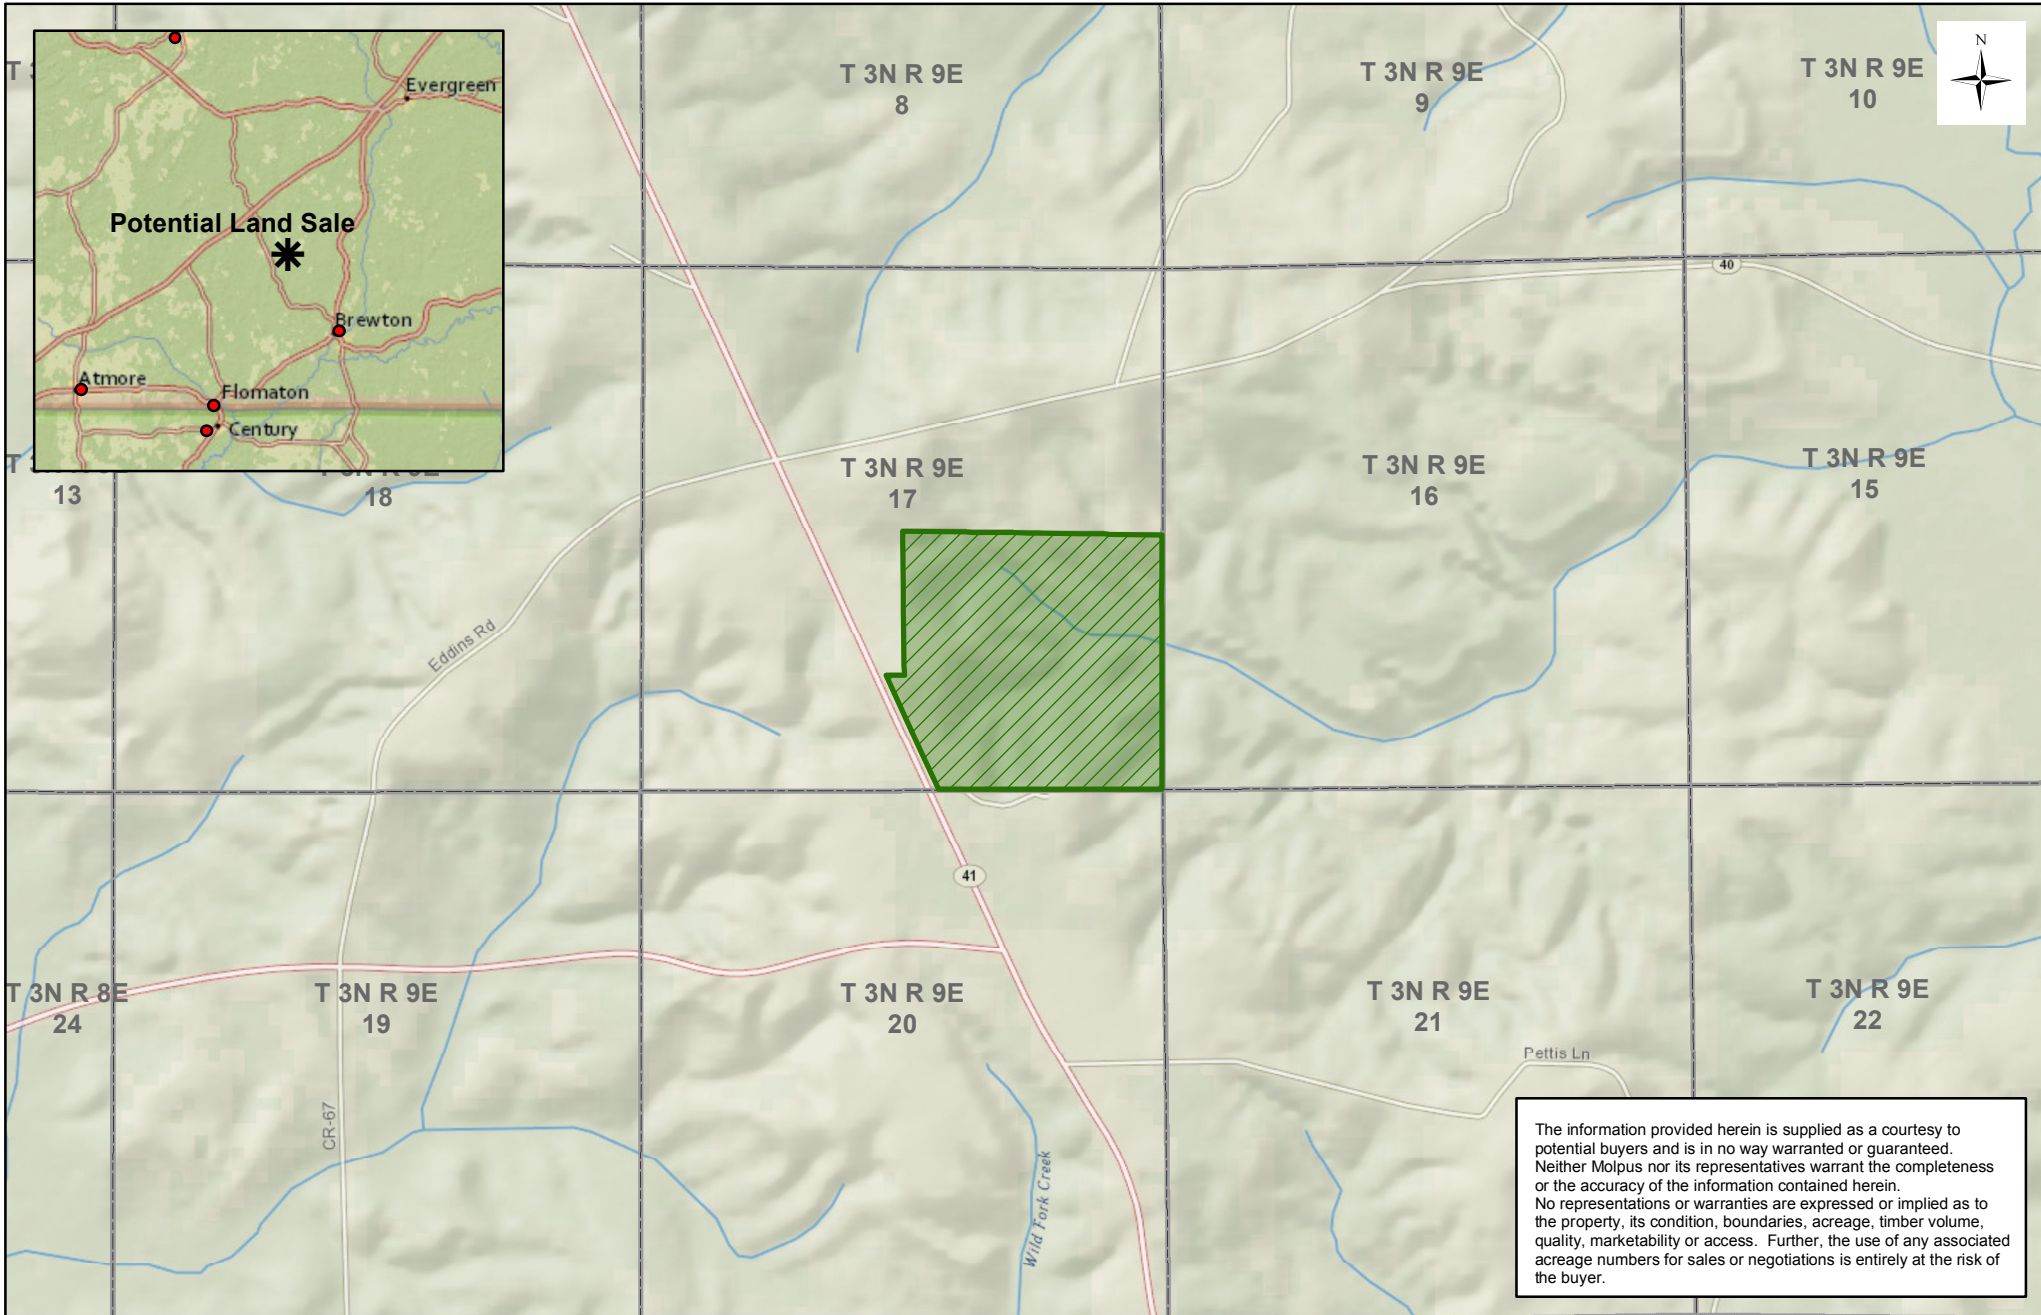 N
Evergreen
Potential Land Sale
Brewton
Atmore
Flomaton
Century
T 3N R 9E
8
T 3N R 9E
9
T 3N R 9E
10
40
13
18
T 3N R 9E
17
T 3N R 9E
16
T 3N R 9E
15
Eddins Rd
41
T 3N R 8E
24
T 3N R 9E
19
T 3N R 9E
20
T 3N R 9E
21
T 3N R 9E
22
CR-67
Wild Fork Creek
Pettis Ln
The information provided herein is supplied as a courtesy to
potential buyers and is in no way warranted or guaranteed.
Neither Molpus nor its representatives warrant the completeness
or the accuracy of the information contained herein.
No representations or warranties are expressed or implied as to
the property, its condition, boundaries, acreage, timber volume,
quality, marketability or access.  Further, the use of any associated
acreage numbers for sales or negotiations is entirely at the risk of
the buyer.